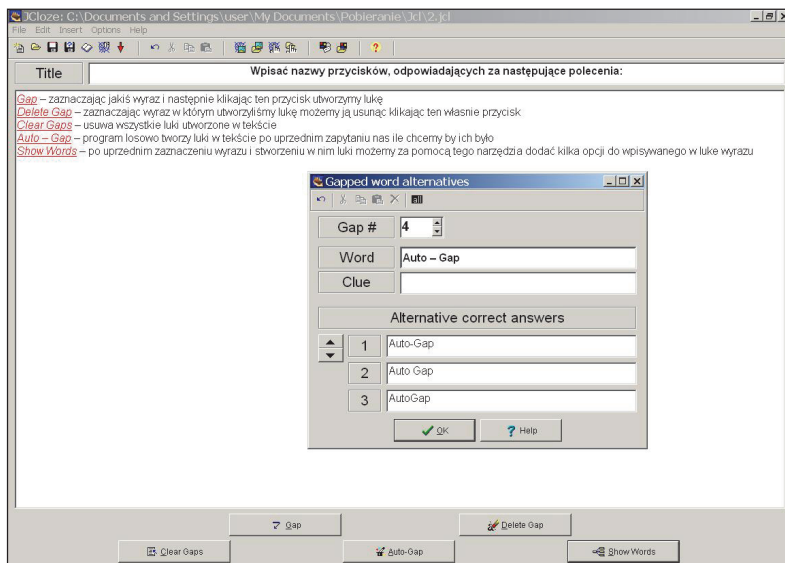 JCloze: C:\Documents and Settings\user\My Documents\Pobieranie\Jcl\2.jcl
File Edit Insert Options Help
Title
Wpisać nazwy przycisków, odpowiadających za następujące polecenia:
Gap – zaznaczając jakiś wyraz i następnie klikając ten przycisk utworzymy lukę
Delete Gap – zaznaczając wyraz w którym utworzyliśmy lukę możemy ją usunąc klikając ten własnie przycisk
Clear Gaps – usuwa wszystkie luki utworzone w tekście
Auto – Gap – program losowo tworzy luki w tekście po uprzednim zapytaniu nas ile chcemy by ich było
Show Words – po uprzednim zaznaczeniu wyrazu i stworzeniu w nim luki możemy za pomocą tego narzędzia dodać kilka opcji do wpisywanego w luke wyrazu
Gapped word alternatives
Gap # 4
Word Auto – Gap
Clue
Alternative correct answers
1 Auto-Gap
2 Auto Gap
3 AutoGap
OK ? Help
Gap Delete Gap
Clear Gaps Auto-Gap Show Words